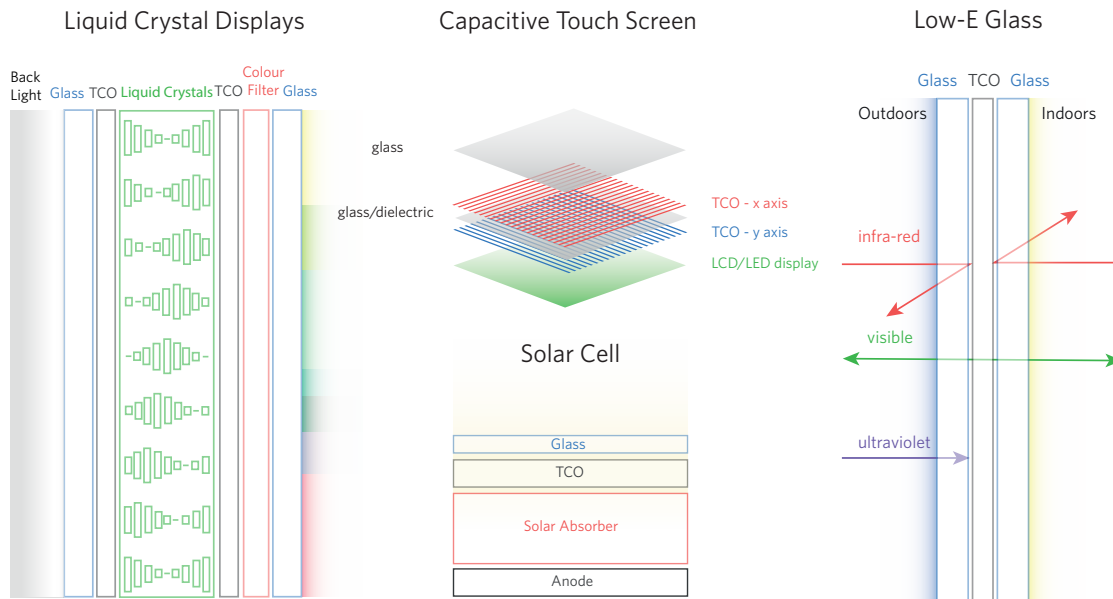 Liquid Crystal Displays
Back
Light
Glass
TCO
Liquid Crystals
TCO
Colour
Filter
Glass
Capacitive Touch Screen
glass
glass/dielectric
TCO - x axis
TCO - y axis
LCD/LED display
Solar Cell
Glass
TCO
Solar Absorber
Anode
Low-E Glass
Glass
TCO
Glass
Outdoors
Indoors
infra-red
visible
ultraviolet